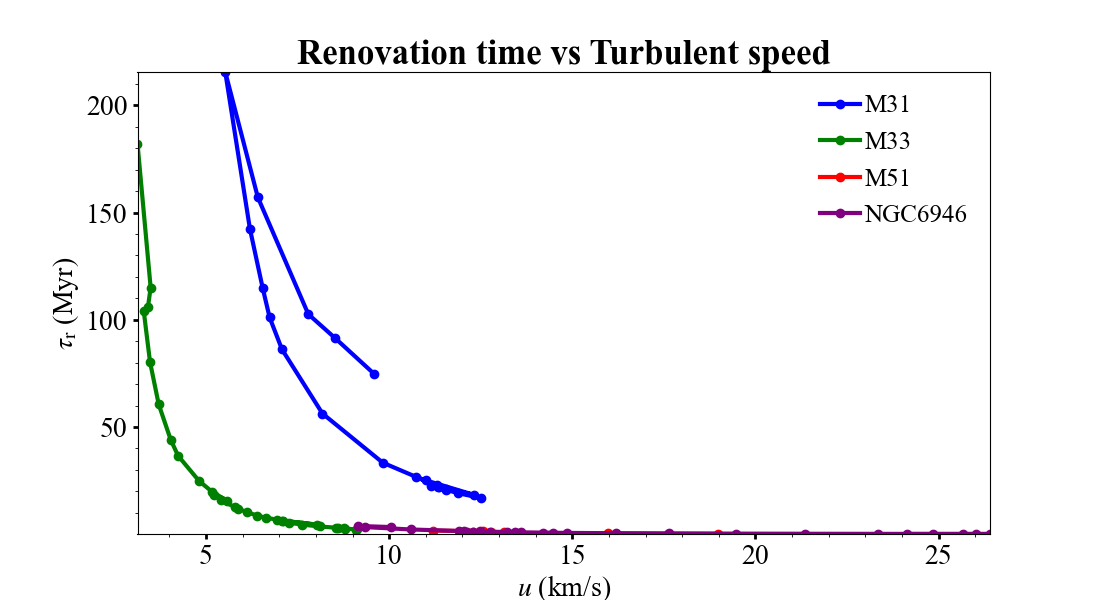 Renovation time vs Turbulent speed
200
150
100
50
τr (Myr)
5
10
15
20
25
u (km/s)
M31
M33
M51
NGC6946